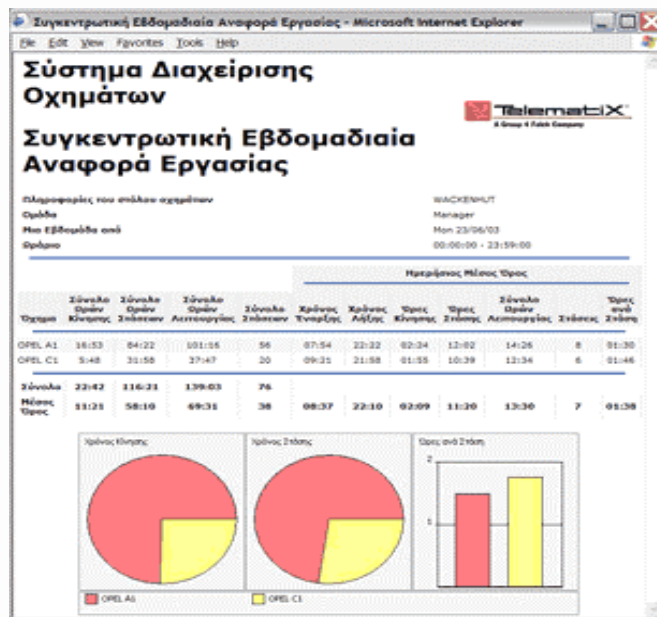 Συγκεντρωτική Εβδομαδιαία Αναφορά Εργασίας - Microsoft Internet Explorer
File Edit View Favorites Tools Help
Σύστημα Διαχείρισης
Οχημάτων
TelematiX
A Group 4 Falck Company
Συγκεντρωτική Εβδομαδιαία
Αναφορά Εργασίας
Πληροφορίες του στόλου οχημάτων WACKENHUT
Ομάδα Manager
Μια Εβδομάδα από Mon 23/06/03
Ωράριο 00:00:00 - 23:59:00
Ημερήσιος Μέσος Όρος
Όχημα Σύνολο Ωρών Κίνησης Σύνολο Ωρών Στάσεων Σύνολο Ωρών Λειτουργίας Σύνολο Στάσεων Χρόνος Έναρξης Χρόνος Λήξης Ώρες Κίνησης Ώρες Στάσης Σύνολο Ωρών Λειτουργίας Στάσεις Ώρες ανά Στάση
OPEL A1 16:53 84:22 101:16 56 07:54 22:22 02:24 12:02 14:26 8 01:30
OPEL C1 5:48 31:58 37:47 20 09:21 21:58 01:55 10:39 12:34 6 01:46
Σύνολο 22:42 116:21 139:03 76
Μέσος Όρος 11:21 58:10 69:31 38 08:37 22:10 02:09 11:20 13:30 7 01:38
Χρόνος Κίνησης Χρόνος Στάσης Ώρες ανά Στάση
2
1
OPEL A1 OPEL C1